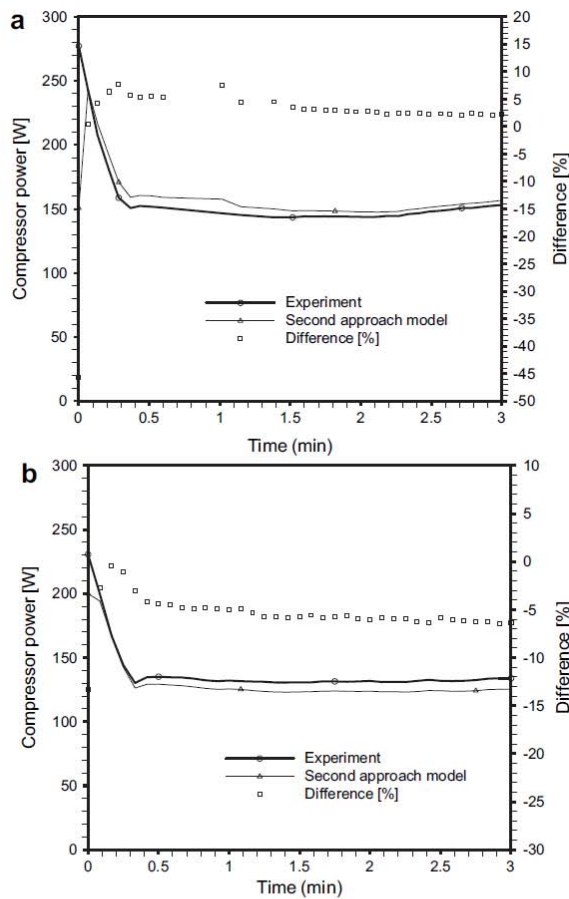 a
300
250
200
150
100
50
0
Compressor power [W]
20
15
10
5
0
-5
-10
-15
-20
-25
-30
-35
-40
-45
-50
Difference [%]
Experiment
Second approach model
Difference [%]
0 0.5 1 1.5 2 2.5 3
Time (min)
b
300
250
200
150
100
50
0
Compressor power [W]
10
5
0
-5
-10
-15
-20
-25
-30
Difference [%]
Experiment
Second approach model
Difference [%]
0 0.5 1 1.5 2 2.5 3
Time (min)